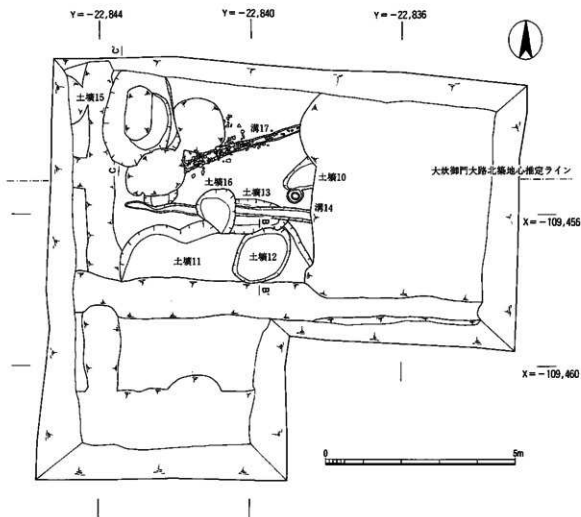 Y=-22,844
Y=-22,840
Y=-22,836
C'
土壙15
溝17
C
土壙10
大炊御門大路北築地心推定ライン
土壙16
土壙13
溝14
X=-109,456
B
土壙11
土壙12
B'
X=-109,460
0
5m